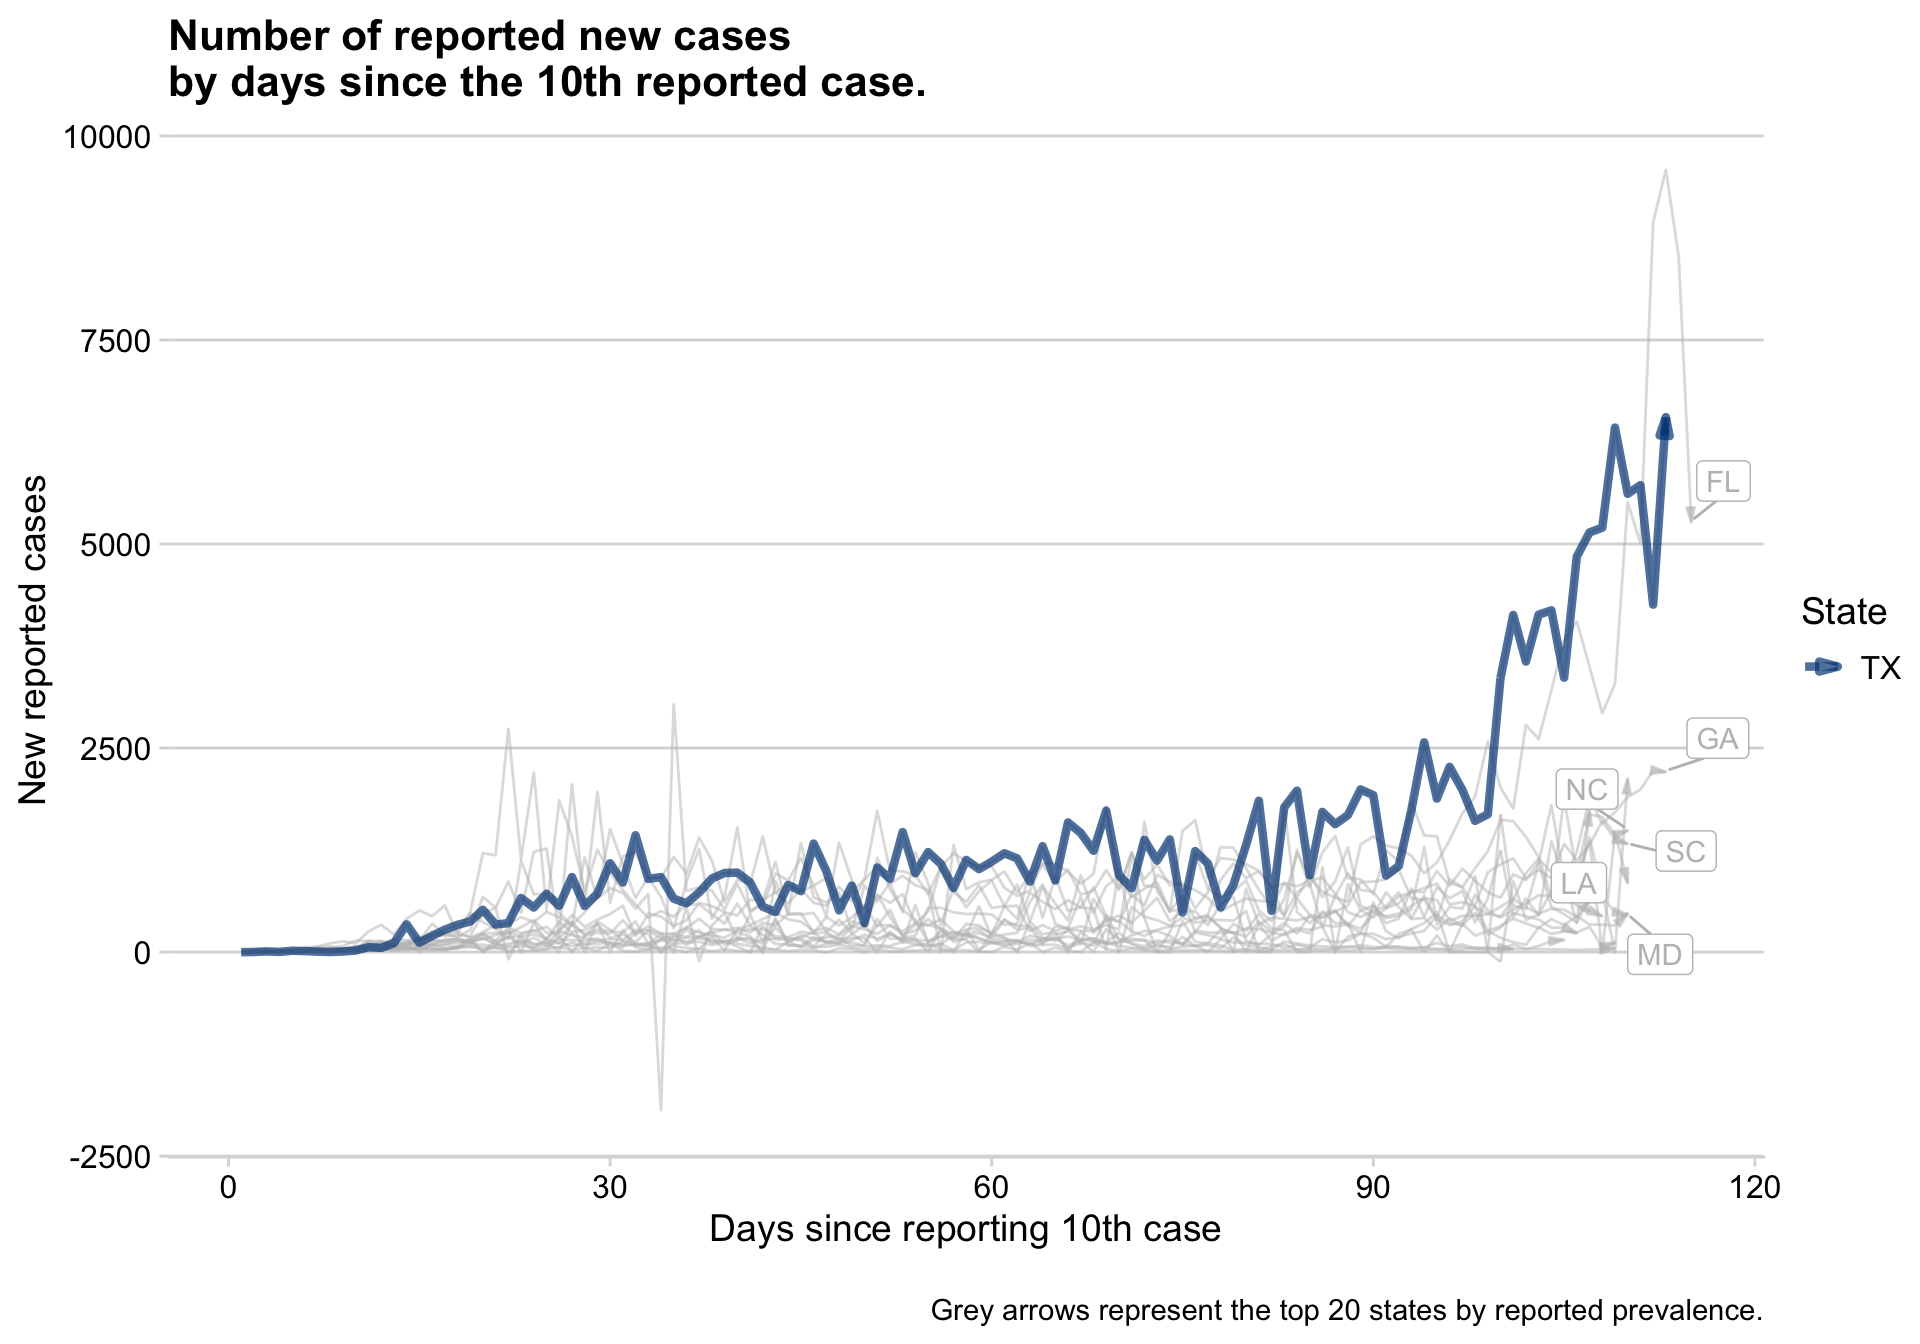 Number of reported new cases
by days since the 10th reported case.
10000
7500
5000
2500
0
-2500
New reported cases
FL
GA
NC
SC
LA
MD
State
TX
0
30
60
90
120
Days since reporting 10th case
Grey arrows represent the top 20 states by reported prevalence.